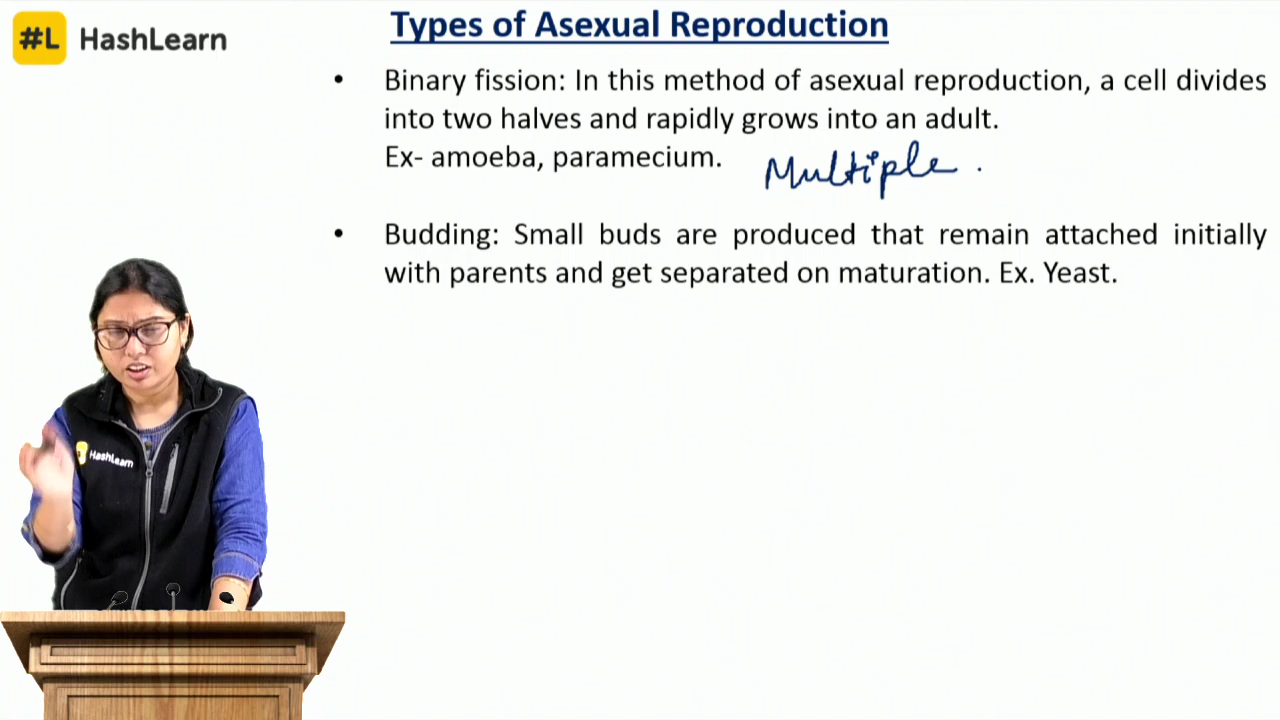 #L HashLearn
Types of Asexual Reproduction
• Binary fission: In this method of asexual reproduction, a cell divides
into two halves and rapidly grows into an adult.
Ex- amoeba, paramecium.
Multiple .
• Budding: Small buds are produced that remain attached initially
with parents and get separated on maturation. Ex. Yeast.
HashLearn